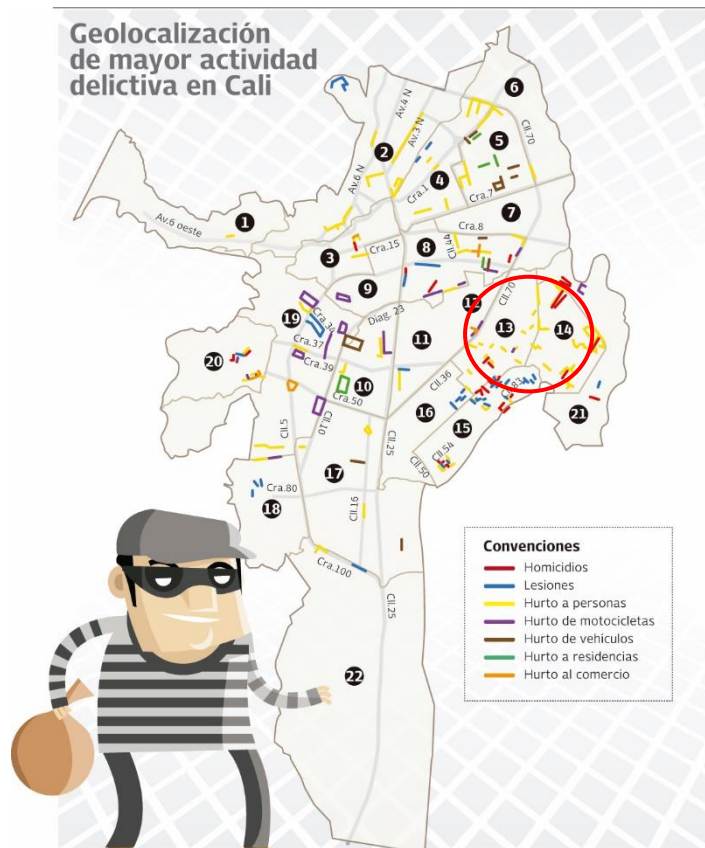 Geolocalización
de mayor actividad
delictiva en Cali
6
Av.4 N
Cll.70
5
Av.3 N
2
4
Av.6 N
Cra.1
Cra.7
7
1
Av.6 oeste
Cra.8
Cll.44
8
Cra.15
3
9
Cll.70
12
19
Cra.34
Diag. 23
13
14
11
Cra.37
20
Cra.39
Cll.36
10
Cra.50
16
Cra.83
21
15
Cll.5
Cll.10
Cll.25
Cll.54
Cll.50
17
Cra.80
18
Cll.16
Cra.100
Cll.25
22
Convenciones
Homicidios
Lesiones
Hurto a personas
Hurto de motocicletas
Hurto de vehículos
Hurto a residencias
Hurto al comercio